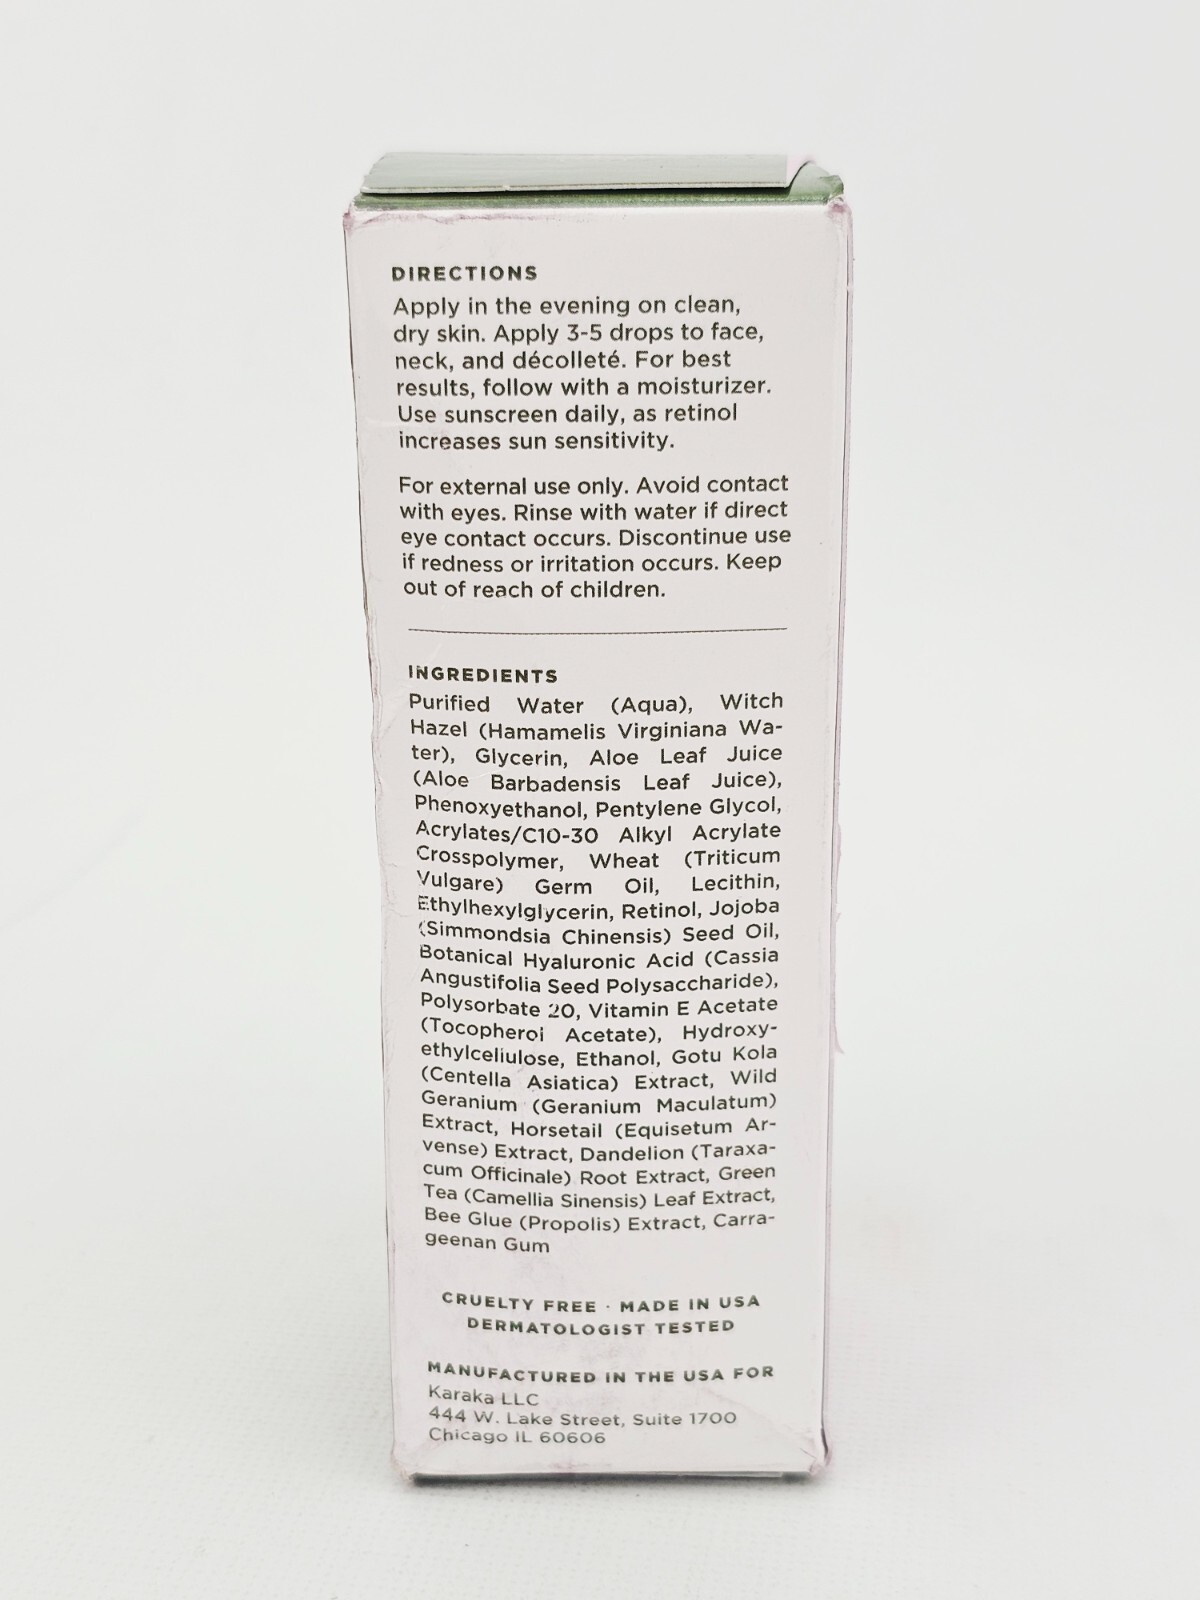 DIRECTIONS
Apply in the evening on clean,
dry skin. Apply 3-5 drops to face,
neck, and décolleté. For best
results, follow with a moisturizer.
Use sunscreen daily, as retinol
increases sun sensitivity.
For external use only. Avoid contact
with eyes. Rinse with water if direct
eye contact occurs. Discontinue use
if redness or irritation occurs. Keep
out of reach of children.
INGREDIENTS
Purified Water (Aqua), Witch
Hazel (Hamamelis Virginiana Wa-
ter), Glycerin, Aloe Leaf Juice
(Aloe Barbadensis Leaf Juice),
Phenoxyethanol, Pentylene Glycol,
Acrylates/C10-30 Alkyl Acrylate
Crosspolymer, Wheat (Triticum
Vulgare) Germ Oil, Lecithin,
Ethylhexylglycerin, Retinol, Jojoba
(Simmondsia Chinensis) Seed Oil,
Botanical Hyaluronic Acid (Cassia
Angustifolia Seed Polysaccharide),
Polysorbate 20, Vitamin E Acetate
(Tocopherol Acetate), Hydroxy-
ethylcellulose, Ethanol, Gotu Kola
(Centella Asiatica) Extract, Wild
Geranium (Geranium Maculatum)
Extract, Horsetail (Equisetum Ar-
vense) Extract, Dandelion (Taraxa-
cum Officinale) Root Extract, Green
Tea (Camellia Sinensis) Leaf Extract,
Bee Glue (Propolis) Extract, Carra-
geenan Gum
CRUELTY FREE · MADE IN USA
DERMATOLOGIST TESTED
MANUFACTURED IN THE USA FOR
Karaka LLC
444 W. Lake Street, Suite 1700
Chicago IL 60606